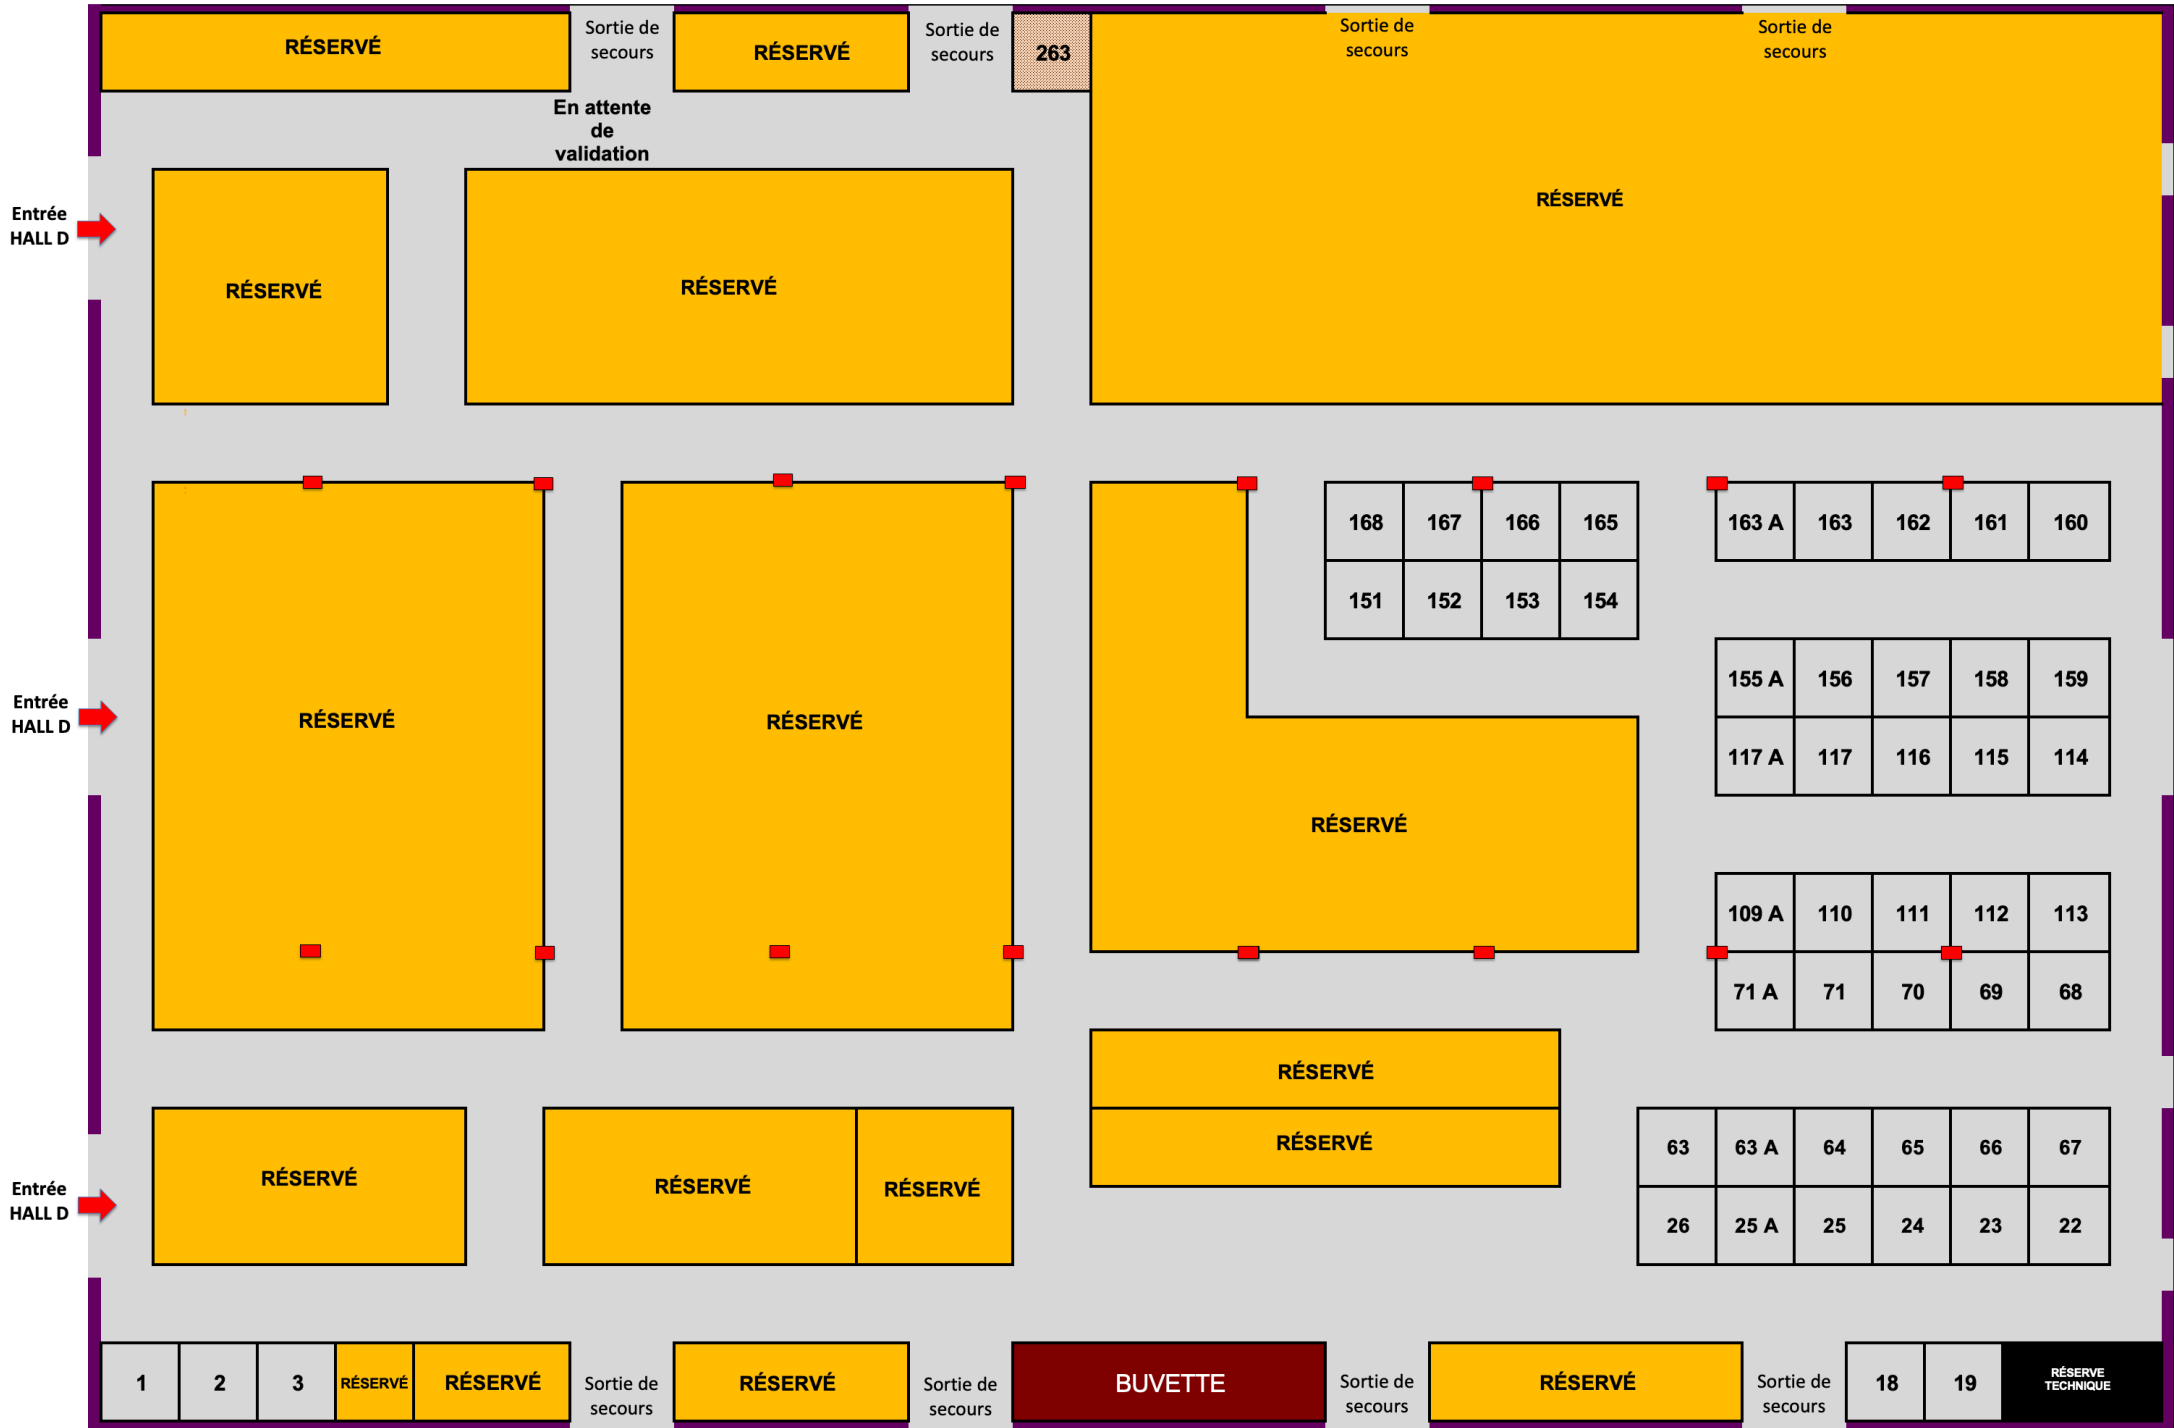 RÉSERVÉ
Sortie de
secours
RÉSERVÉ
Sortie de
secours
263
Sortie de
secours
Sortie de
secours
En attente
de
validation
RÉSERVÉ
Entrée
HALL D
RÉSERVÉ
RÉSERVÉ
168 167 166 165
163 A 163 162 161 160
151 152 153 154
Entrée
HALL D
RÉSERVÉ
RÉSERVÉ
155 A 156 157 158 159
117 A 117 116 115 114
RÉSERVÉ
109 A 110 111 112 113
71 A 71 70 69 68
RÉSERVÉ
RÉSERVÉ
Entrée
HALL D
RÉSERVÉ
RÉSERVÉ
RÉSERVÉ
63 63 A 64 65 66 67
26 25 A 25 24 23 22
1 2 3 RÉSERVÉ RÉSERVÉ
Sortie de
secours
RÉSERVÉ
Sortie de
secours
BUVETTE
Sortie de
secours
RÉSERVÉ
Sortie de
secours
18 19
RÉSERVE
TECHNIQUE